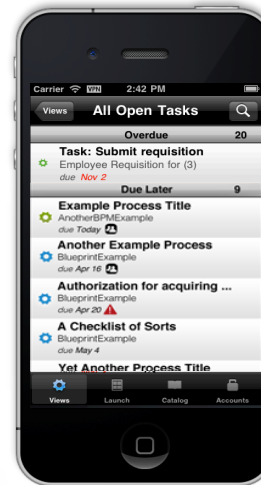 Carrier VPN 2:42 PM
Views All Open Tasks
Overdue 20
Task: Submit requisition
Employee Requisition for (3)
due Nov 2
Due Later 9
Example Process Title
AnotherBPMExample
due Today
Another Example Process
BlueprintExample
due Apr 16
Authorization for acquiring ...
BlueprintExample
due Apr 20
A Checklist of Sorts
BlueprintExample
due May 4
Yet Another Process Title
Views Launch Catalog Accounts